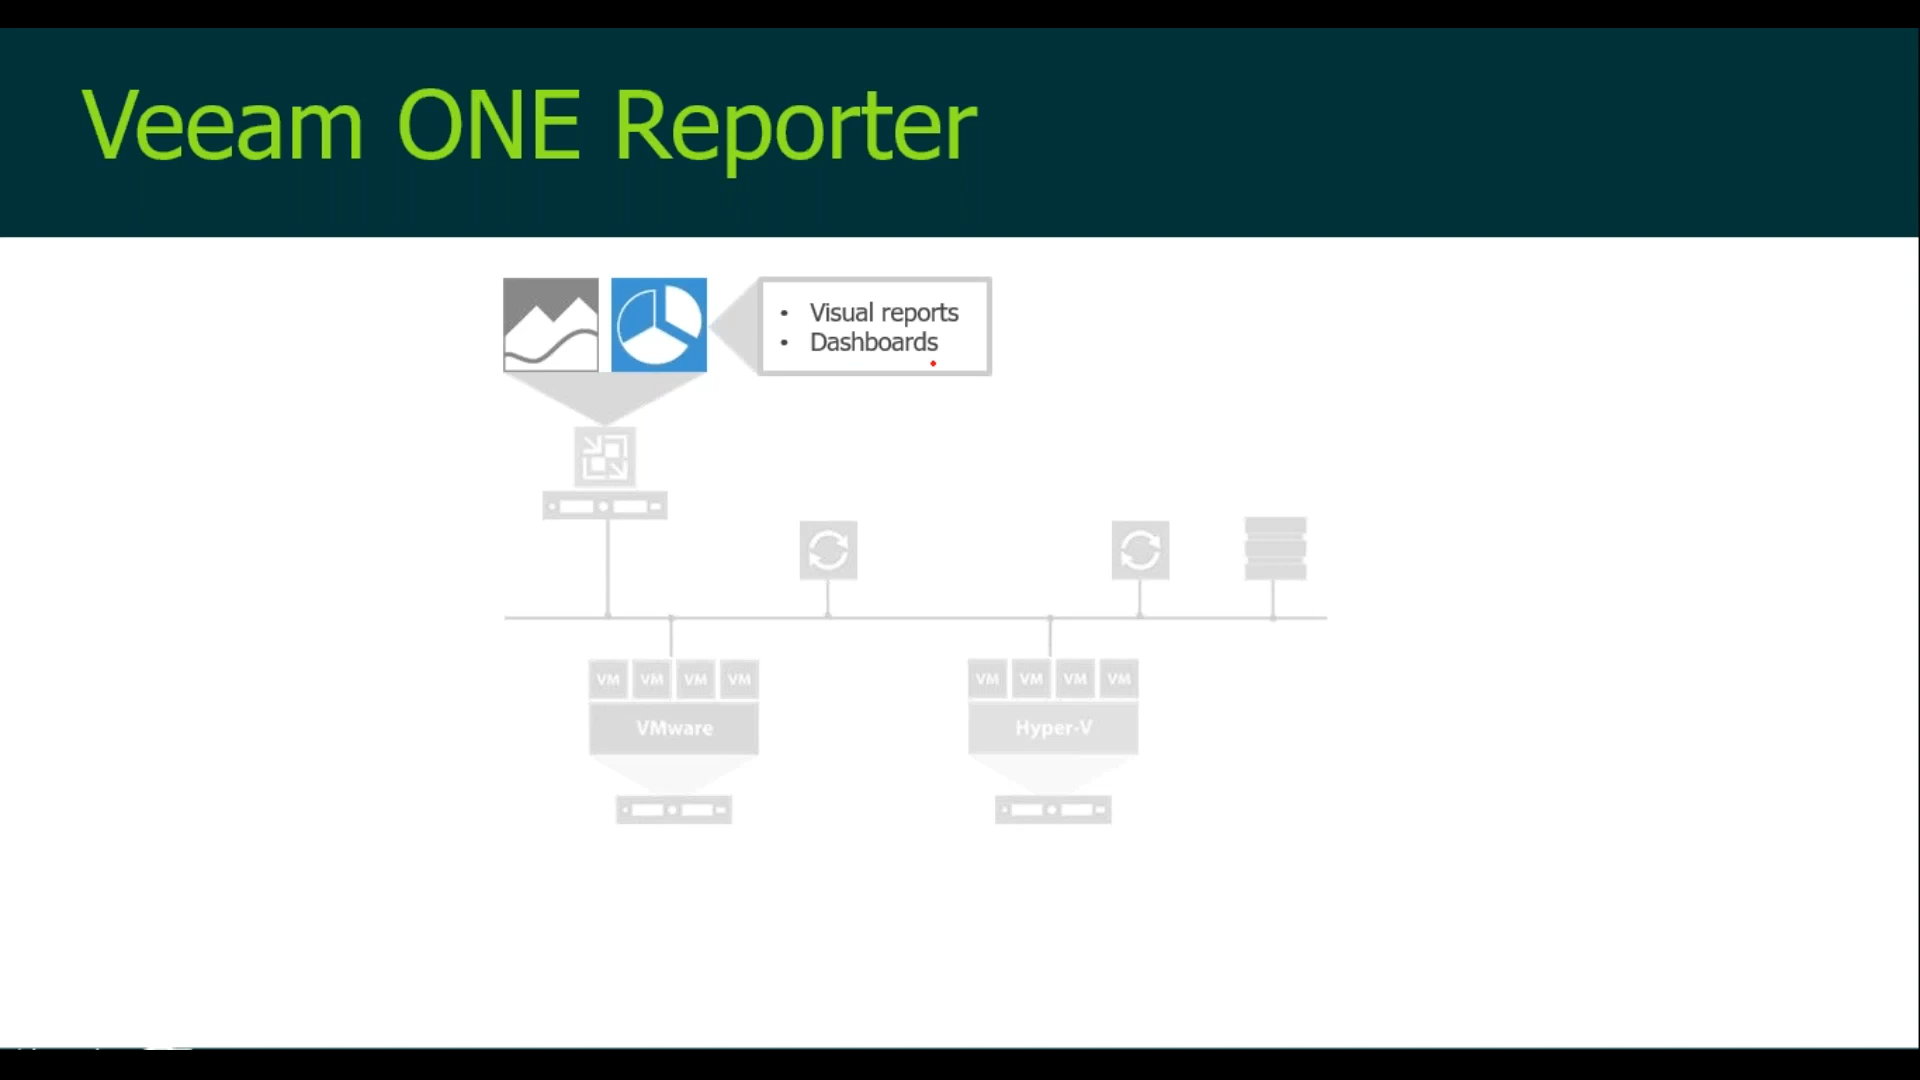 Veeam ONE Reporter
• Visual reports
• Dashboards
VM VM VM VM
VMware
VM VM VM VM
Hyper-V